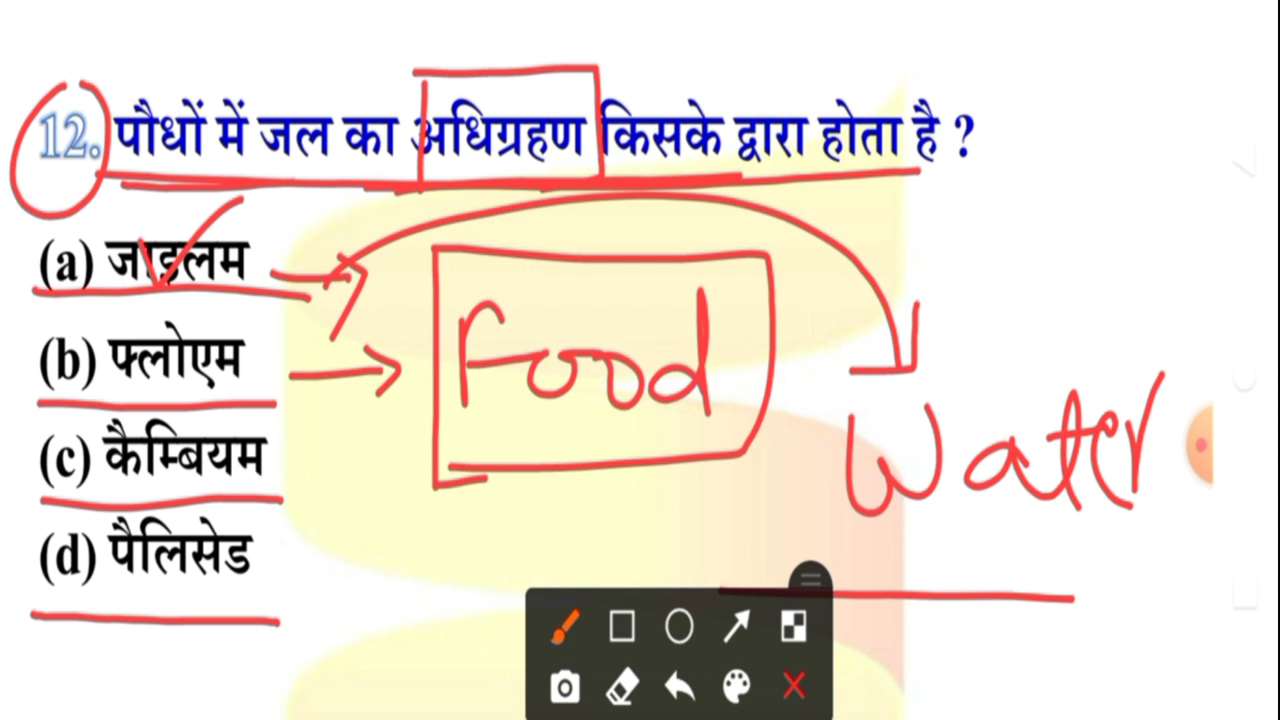 12. पौधों में जल का अधिग्रहण किसके द्वारा होता है ?
(a) जाइलम
(b) फ्लोएम
Food
(c) कैम्बियम
Water
(d) पैलिसेड